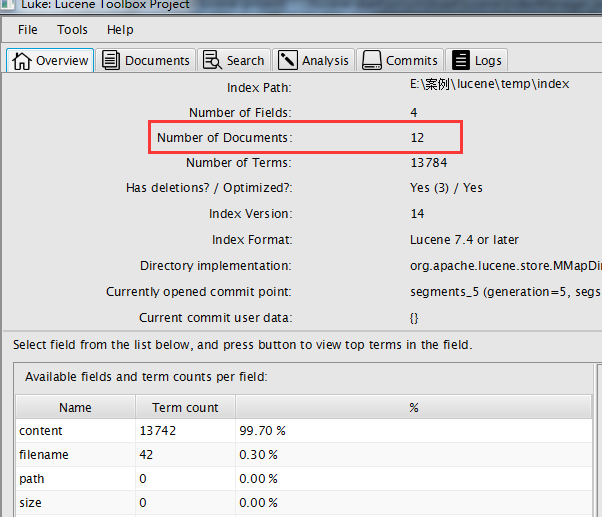 Luke: Lucene Toolbox Project
File Tools Help
Overview Documents Search Analysis Commits Logs
Index Path: E:\案例\lucene\temp\index
Number of Fields: 4
Number of Documents: 12
Number of Terms: 13784
Has deletions? / Optimized?: Yes (3) / Yes
Index Version: 14
Index Format: Lucene 7.4 or later
Directory implementation: org.apache.lucene.store.MMapDir
Currently opened commit point: segments_5 (generation=5, segs
Current commit user data: {}
Select field from the list below, and press button to view top terms in the field.
Available fields and term counts per field:
Name Term count %
content 13742 99.70 %
filename 42 0.30 %
path 0 0.00 %
size 0 0.00 %